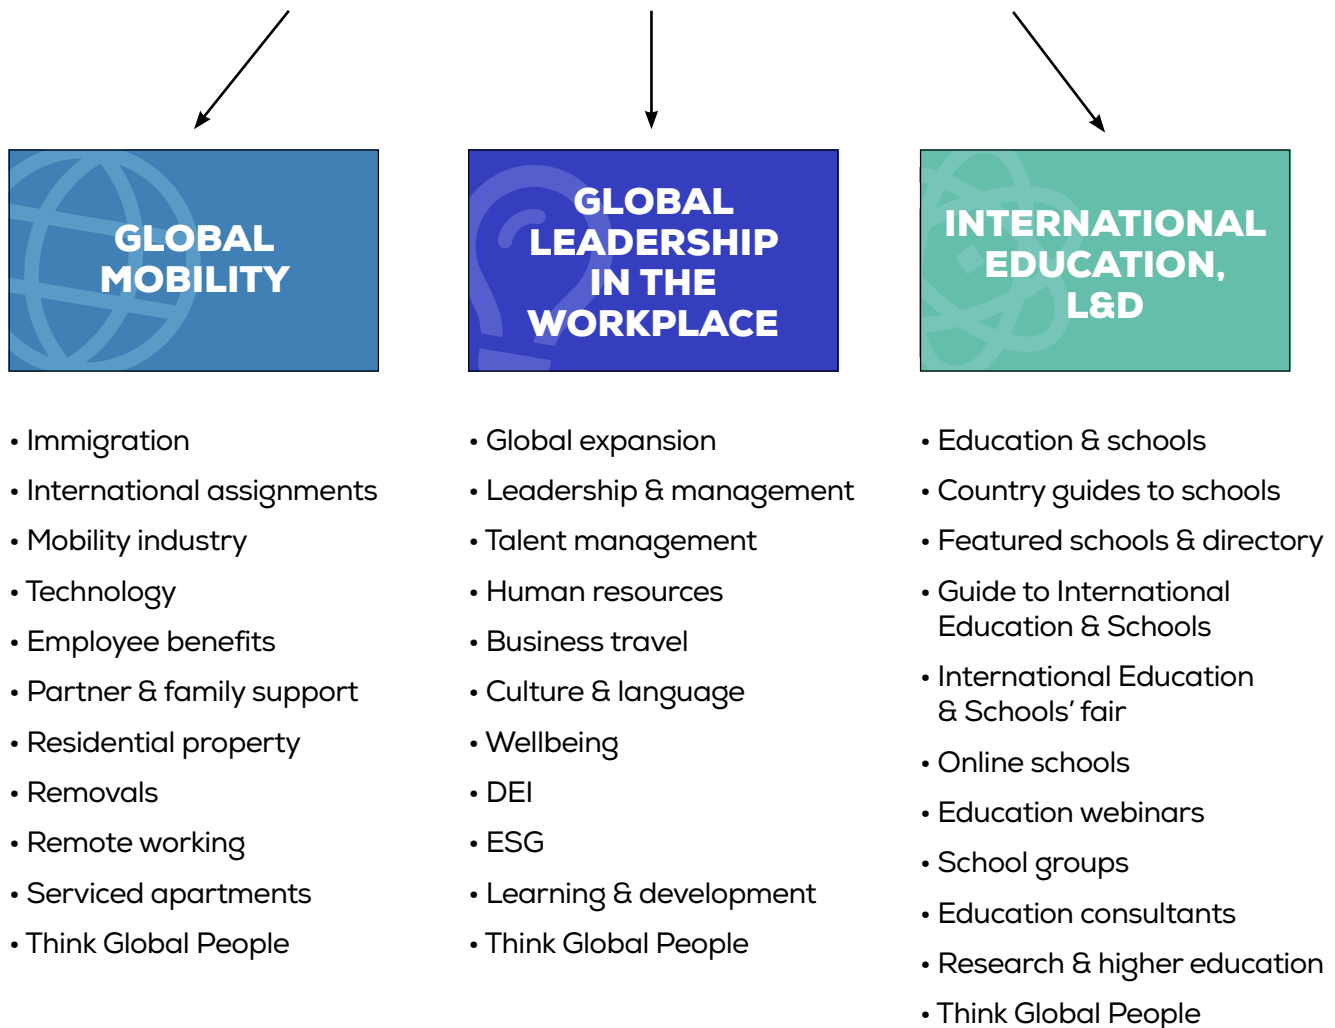 GLOBAL
MOBILITY
• Immigration
• International assignments
• Mobility industry
• Technology
• Employee benefits
• Partner & family support
• Residential property
• Removals
• Remote working
• Serviced apartments
• Think Global People
GLOBAL
LEADERSHIP
IN THE
WORKPLACE
• Global expansion
• Leadership & management
• Talent management
• Human resources
• Business travel
• Culture & language
• Wellbeing
• DEI
• ESG
• Learning & development
• Think Global People
INTERNATIONAL
EDUCATION,
L&D
• Education & schools
• Country guides to schools
• Featured schools & directory
• Guide to International
Education & Schools
• International Education
& Schools’ fair
• Online schools
• Education webinars
• School groups
• Education consultants
• Research & higher education
• Think Global People